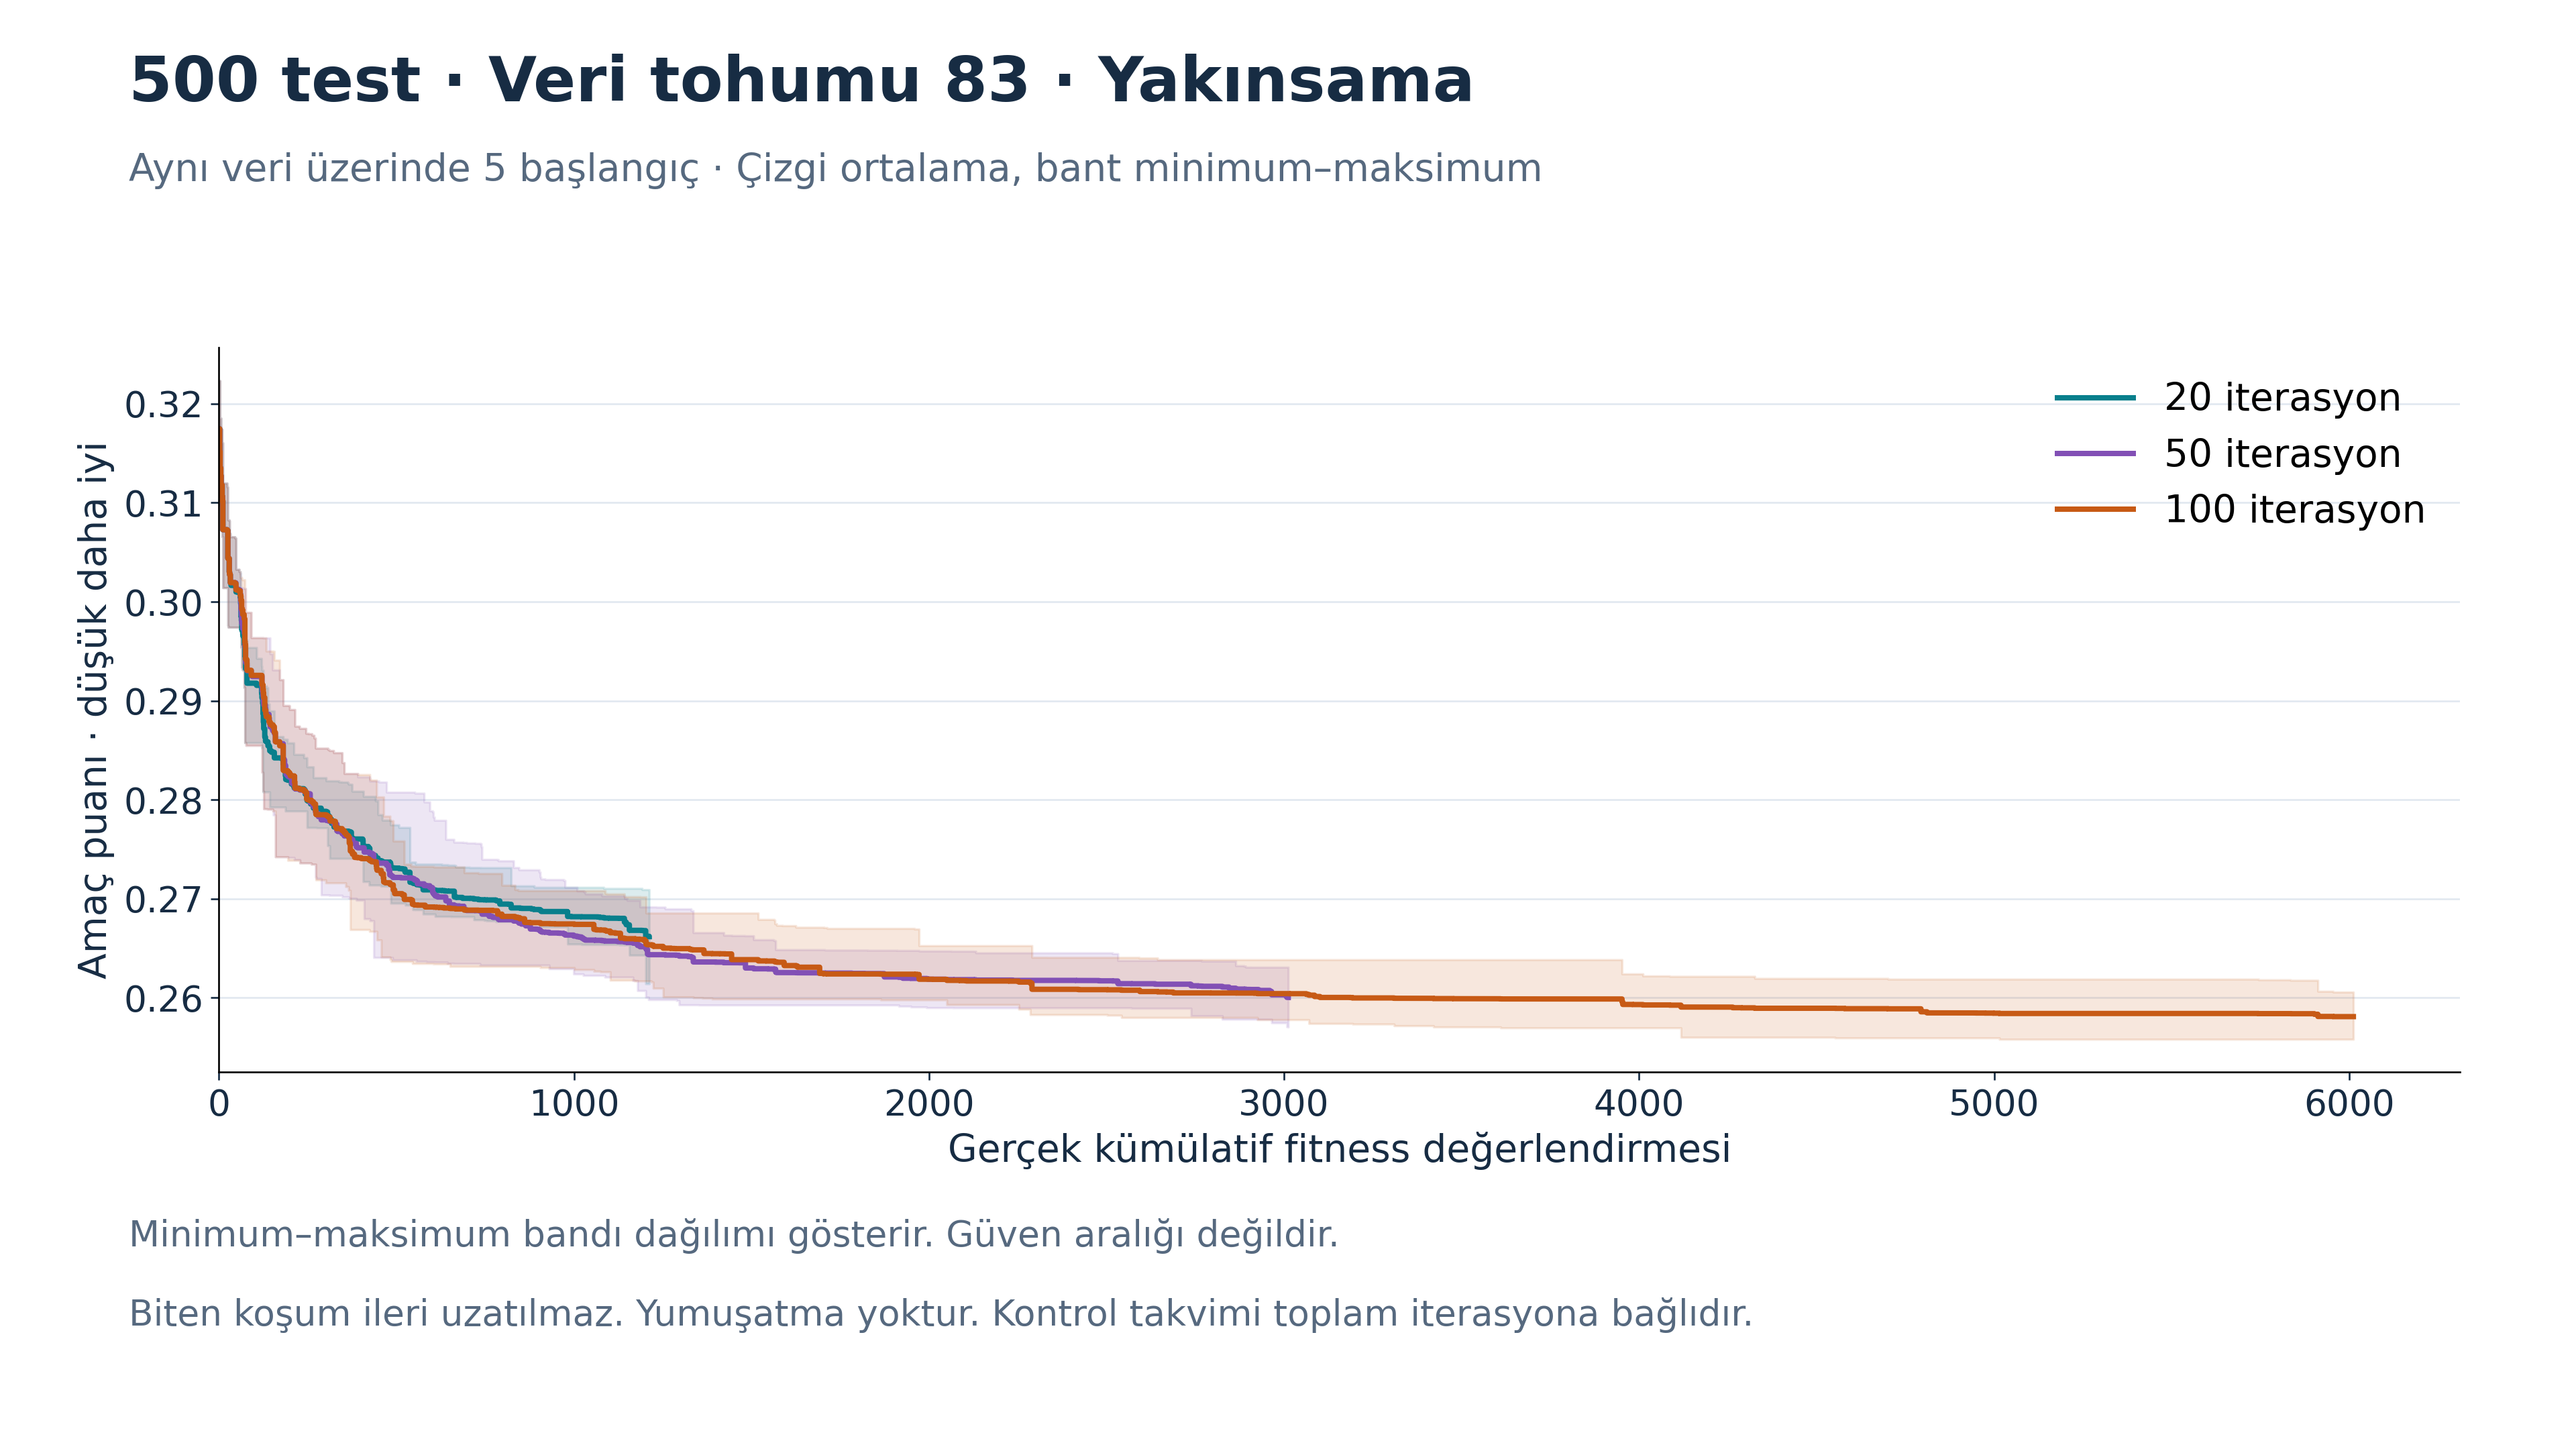 500 test · Veri tohumu 83 · Yakınsama
Aynı veri üzerinde 5 başlangıç · Çizgi ortalama, bant minimum–maksimum
Amaç puanı · düşük daha iyi
0.32
0.31
0.30
0.29
0.28
0.27
0.26
20 iterasyon
50 iterasyon
100 iterasyon
0 1000 2000 3000 4000 5000 6000
Gerçek kümülatif fitness değerlendirmesi
Minimum–maksimum bandı dağılımı gösterir. Güven aralığı değildir.
Biten koşum ileri uzatılmaz. Yumuşatma yoktur. Kontrol takvimi toplam iterasyona bağlıdır.